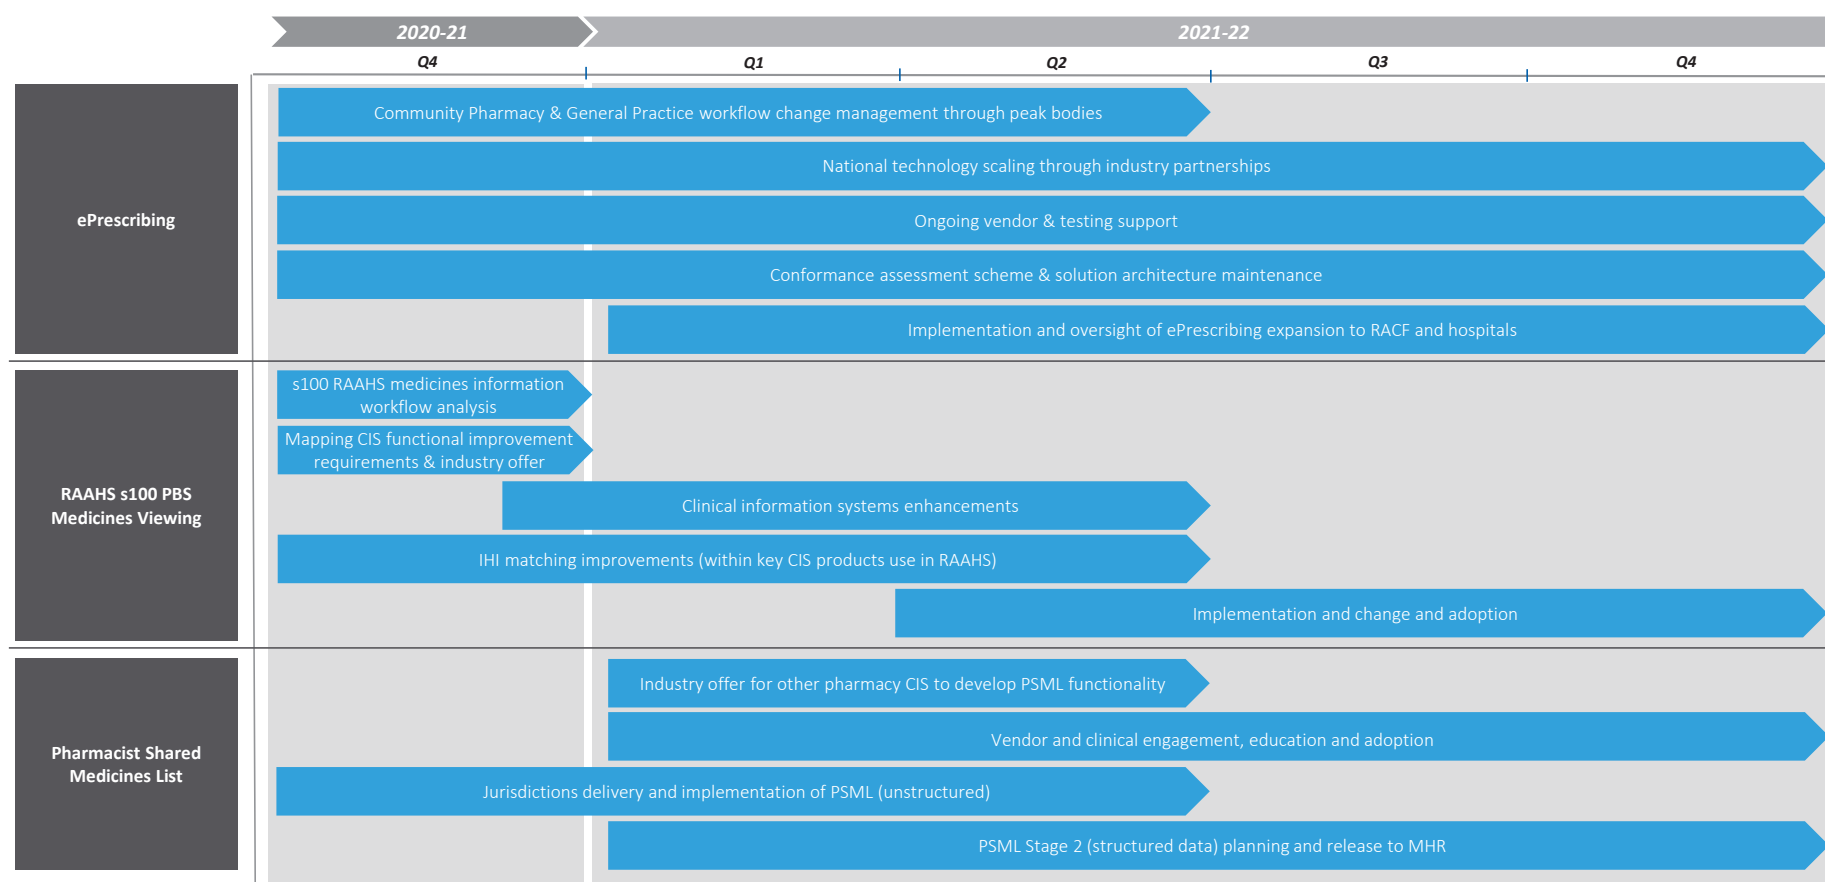 2020-21
2021-22
Q4
Q1
Q2
Q3
Q4
ePrescribing
Community Pharmacy & General Practice workflow change management through peak bodies
National technology scaling through industry partnerships
Ongoing vendor & testing support
Conformance assessment scheme & solution architecture maintenance
Implementation and oversight of ePrescribing expansion to RACF and hospitals
RAAHS s100 PBS
Medicines Viewing
s100 RAAHS medicines information
workflow analysis
Mapping CIS functional improvement
requirements & industry offer
Clinical information systems enhancements
IHI matching improvements (within key CIS products use in RAAHS)
Implementation and change and adoption
Pharmacist Shared
Medicines List
Industry offer for other pharmacy CIS to develop PSML functionality
Vendor and clinical engagement, education and adoption
Jurisdictions delivery and implementation of PSML (unstructured)
PSML Stage 2 (structured data) planning and release to MHR